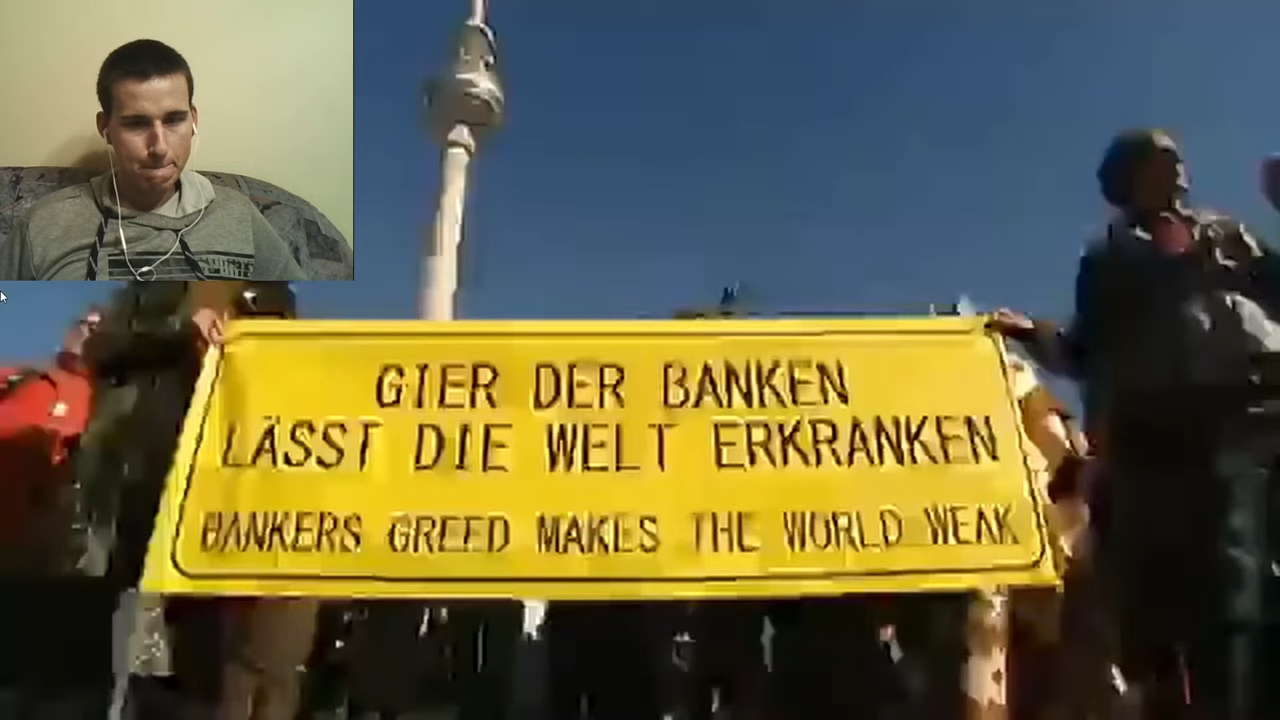 GIER DER BANKEN
LÄSST DIE WELT ERKRANKEN
BANKERS GREED MAKES THE WORLD WEAK